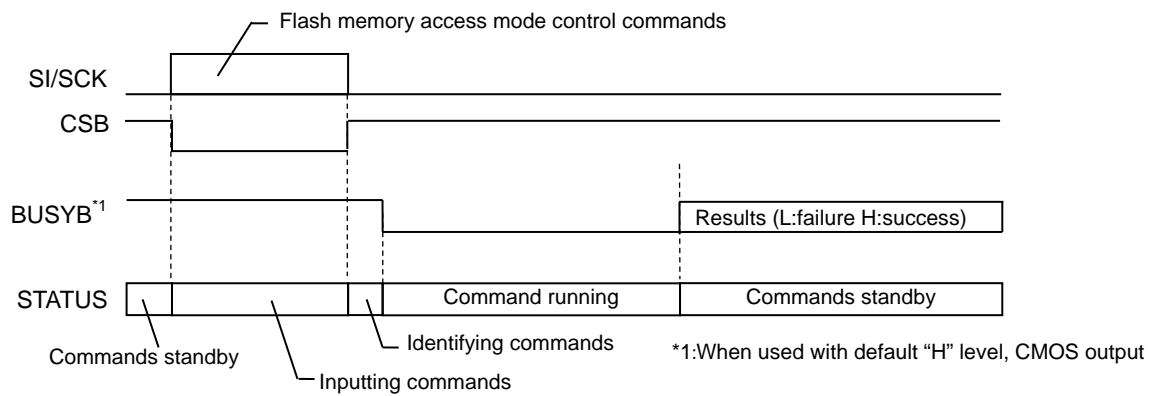 Flash memory access mode control commands
SI/SCK
CSB
BUSYB*1
Results (L:failure H:success)
STATUS
Command running
Commands standby
Commands standby
Identifying commands
*1:When used with default “H” level, CMOS output
Inputting commands